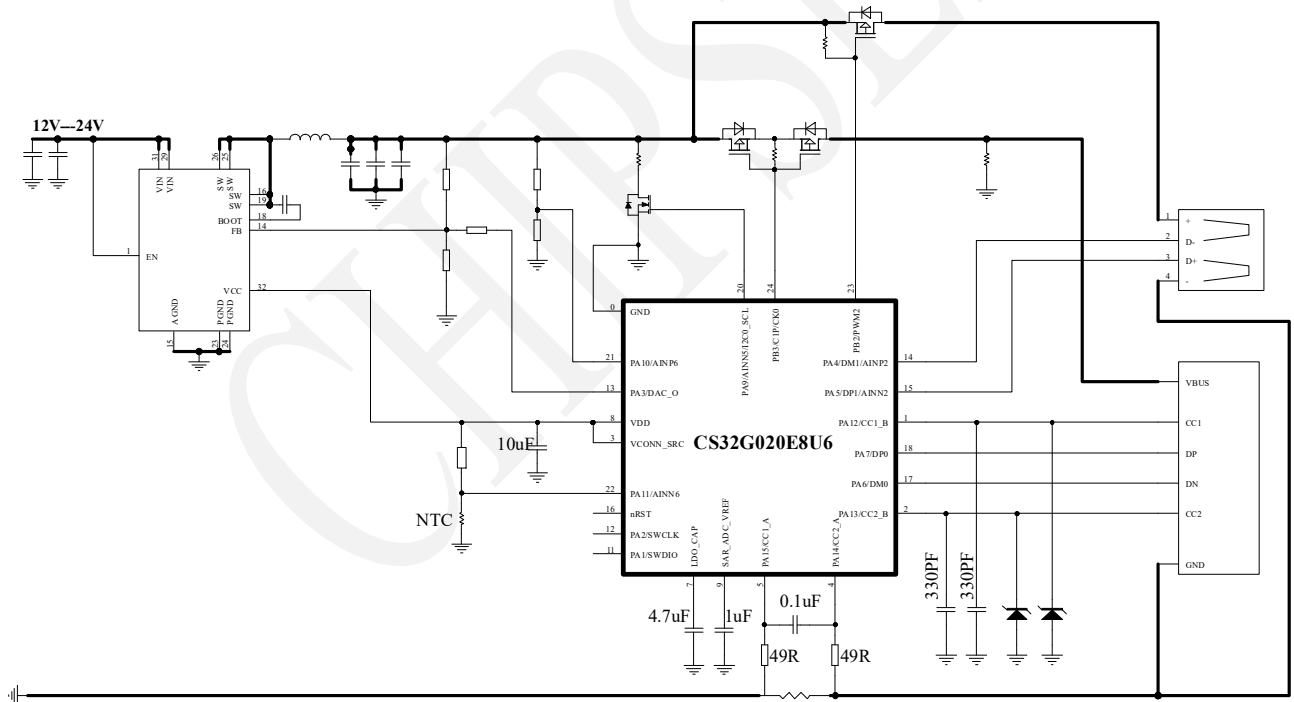 CHIPSE
12V---24V
31
29
26
25
VIN
VIN
SW
SW
SW
16
SW
19
BOOT
18
FB
14
1
EN
VCC
32
AGND
PGND
PGND
15
23
24
20
24
23
0
GND
PA9/AINN5/I2C0_SCL
PB3/C1P/CK0
PB2/PWM2
21
PA10/AINP6
13
PA3/DAC_O
8
VDD
3
VCONN_SRC
CS32G020E8U6
22
PA11/AINN6
16
nRST
12
PA2/SWCLK
11
PA1/SWDIO
PA4/DM1/AINP2
14
PA5/DP1/AINN2
15
PA12/CC1_B
1
PA7/DP0
18
PA6/DM0
17
PA13/CC2_B
2
LDO_CAP
SAR_ADC_VREF
PA15/CC1_A
PA14/CC2_A
7
9
5
4
10uF
NTC
4.7uF
1uF
0.1uF
49R
49R
330PF
330PF
1
+
2
D-
3
D+
4
-
VBUS
CC1
DP
DN
CC2
GND